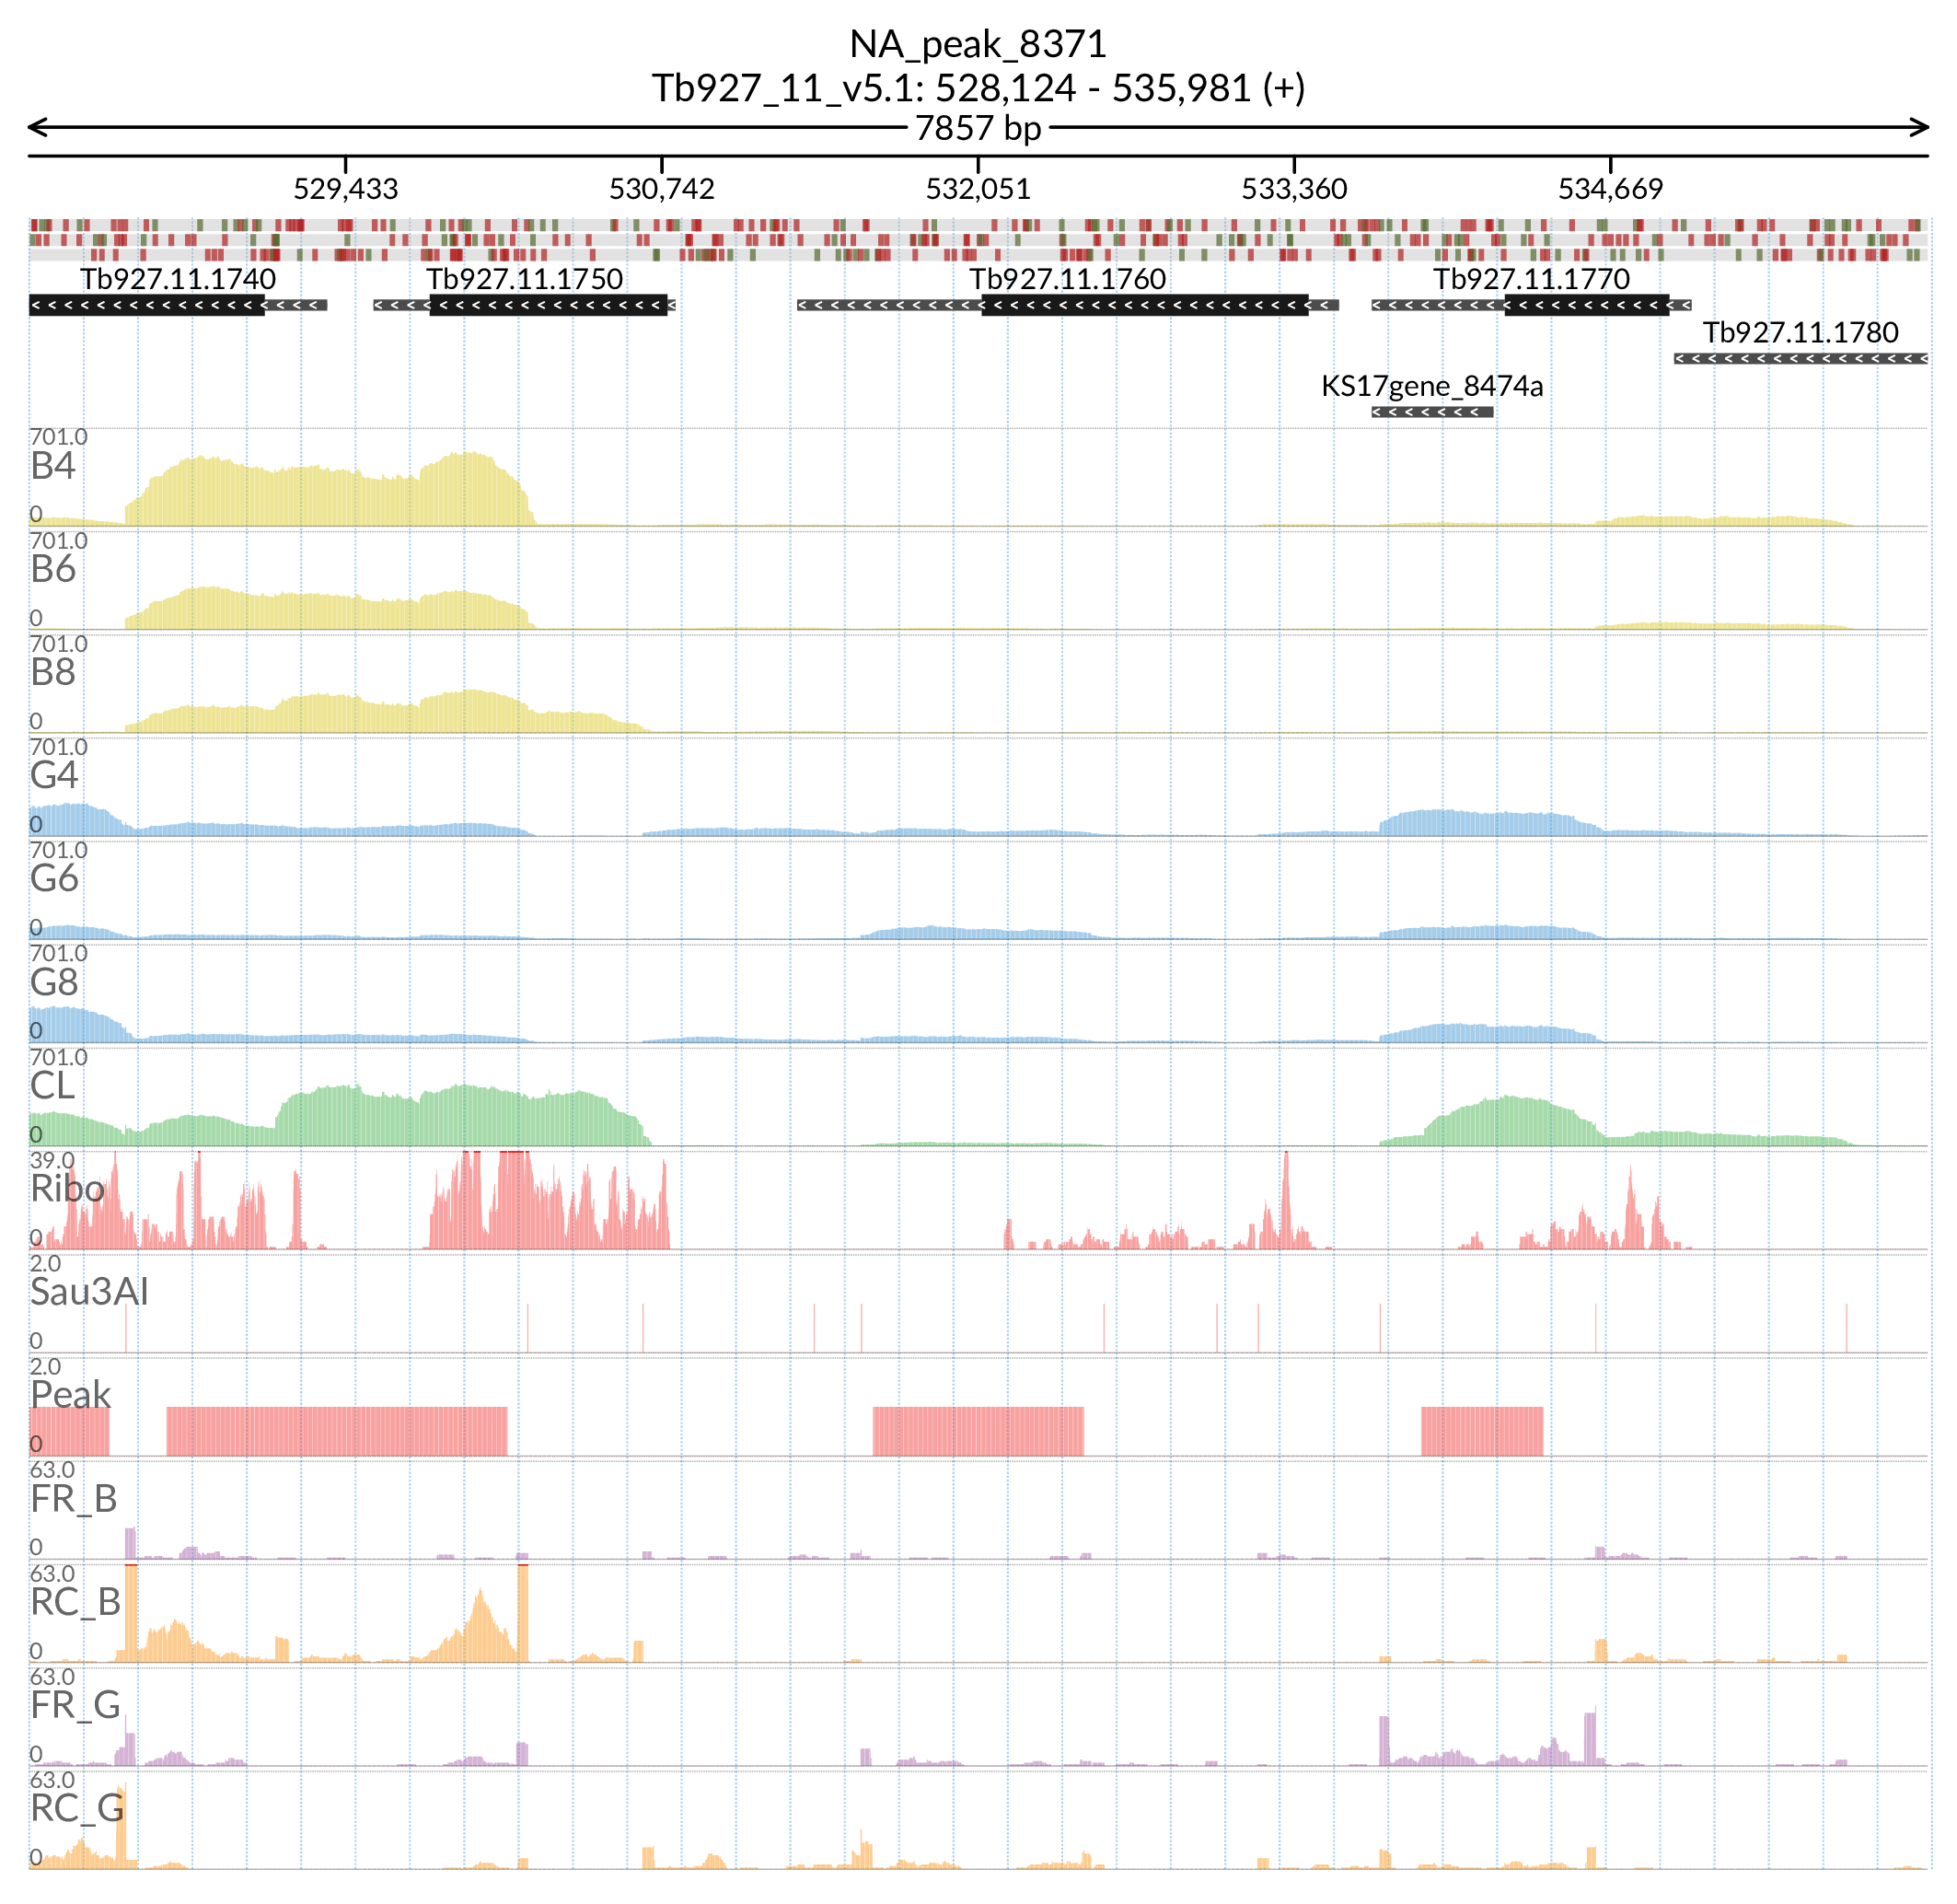 NA_peak_8371
Tb927_11_v5.1: 528,124 - 535,981 (+)
7857 bp
529,433 530,742 532,051 533,360 534,669
Tb927.11.1740 Tb927.11.1750 Tb927.11.1760 Tb927.11.1770
Tb927.11.1780
KS17gene_8474a
701.0
B4
0
701.0
B6
0
701.0
B8
0
701.0
G4
0
701.0
G6
0
701.0
G8
0
701.0
CL
0
39.0
Ribo
0
2.0
Sau3AI
0
2.0
Peak
0
63.0
FR_B
0
63.0
RC_B
0
63.0
FR_G
0
63.0
RC_G
0